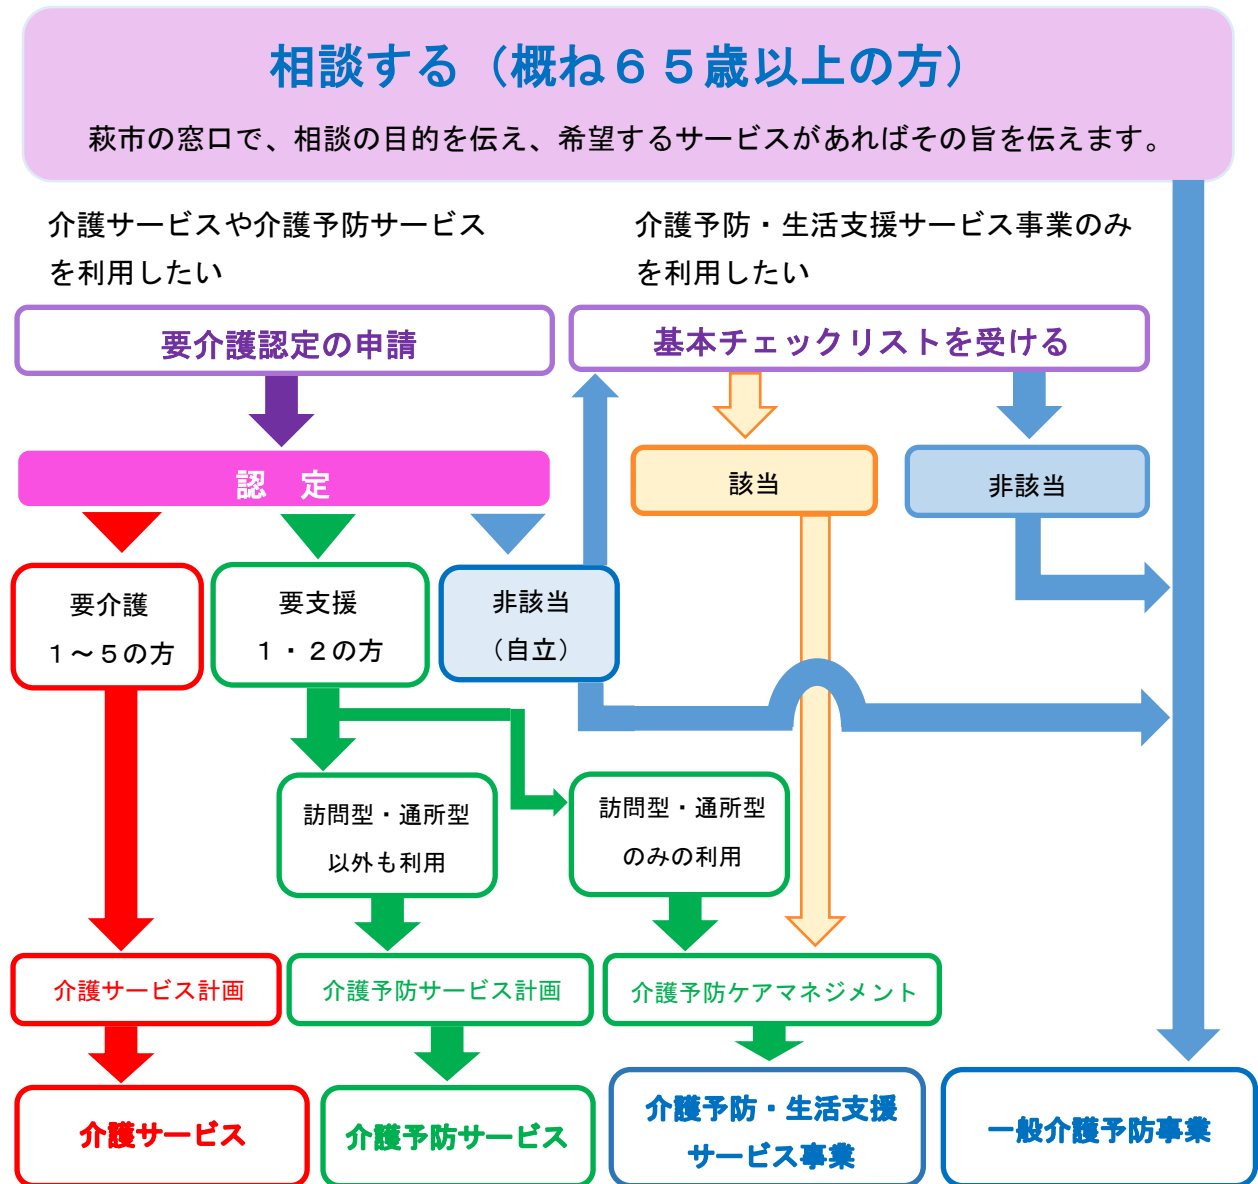 相談する（概ね６５歳以上の方）
萩市の窓口で、相談の目的を伝え、希望するサービスがあればその旨を伝えます。
介護サービスや介護予防サービス
を利用したい
介護予防・生活支援サービス事業のみ
を利用したい
要介護認定の申請
基本チェックリストを受ける
認　定
該当
非該当
要介護
１～５の方
要支援
１・２の方
非該当
（自立）
訪問型・通所型
以外も利用
訪問型・通所型
のみの利用
介護サービス計画
介護予防サービス計画
介護予防ケアマネジメント
介護サービス
介護予防サービス
介護予防・生活支援
サービス事業
一般介護予防事業